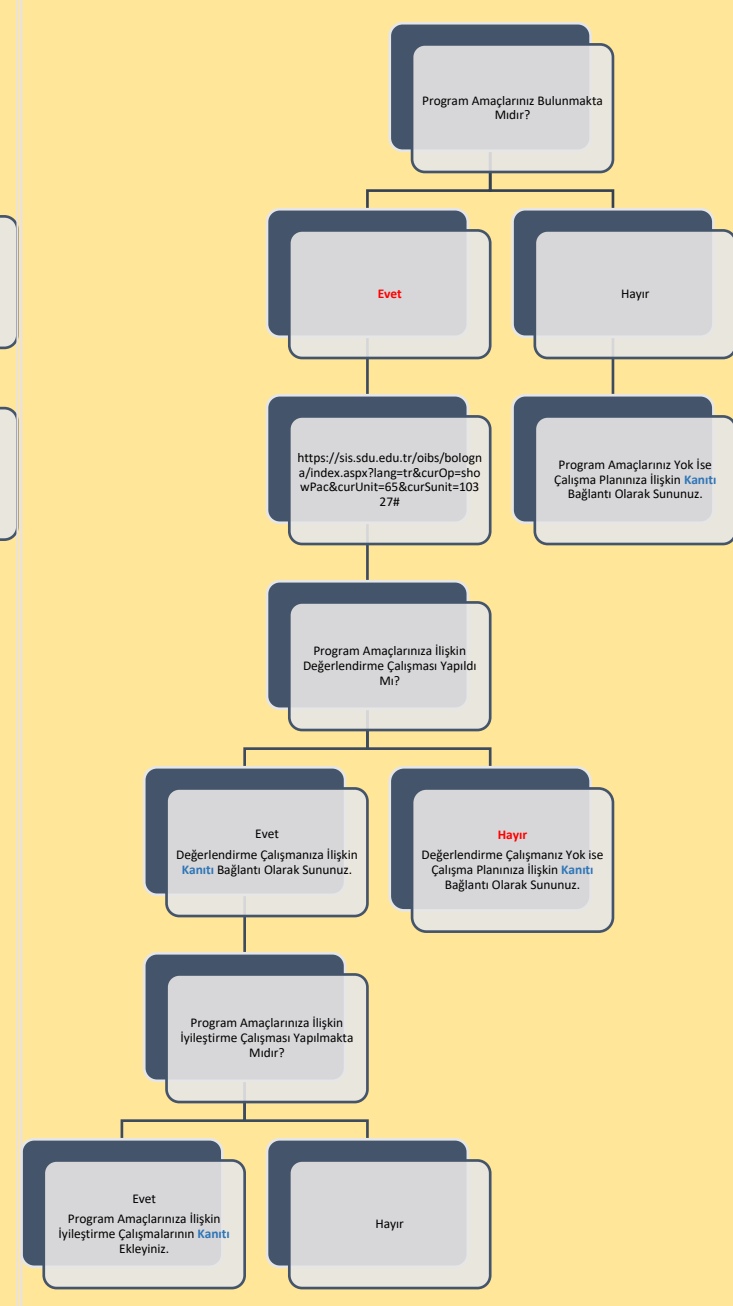 Program Amaçlarınız Bulunmakta
Mıdır?
Evet
Hayır
https://sis.sdu.edu.tr/oibs/bologn
a/index.aspx?lang=tr&curOp=sho
wPac&curUnit=65&curSunit=103
27#
Program Amaçlarınız Yok İse
Çalışma Planınıza İlişkin Kanıtı
Bağlantı Olarak Sununuz.
Program Amaçlarınıza İlişkin
Değerlendirme Çalışması Yapıldı
Mı?
Evet
Değerlendirme Çalışmanıza İlişkin
Kanıtı Bağlantı Olarak Sununuz.
Hayır
Değerlendirme Çalışmanız Yok ise
Çalışma Planınıza İlişkin Kanıtı
Bağlantı Olarak Sununuz.
Program Amaçlarınıza İlişkin
İyileştirme Çalışması Yapılmakta
Mıdır?
Evet
Program Amaçlarınıza İlişkin
İyileştirme Çalışmalarının Kanıtı
Ekleyiniz.
Hayır